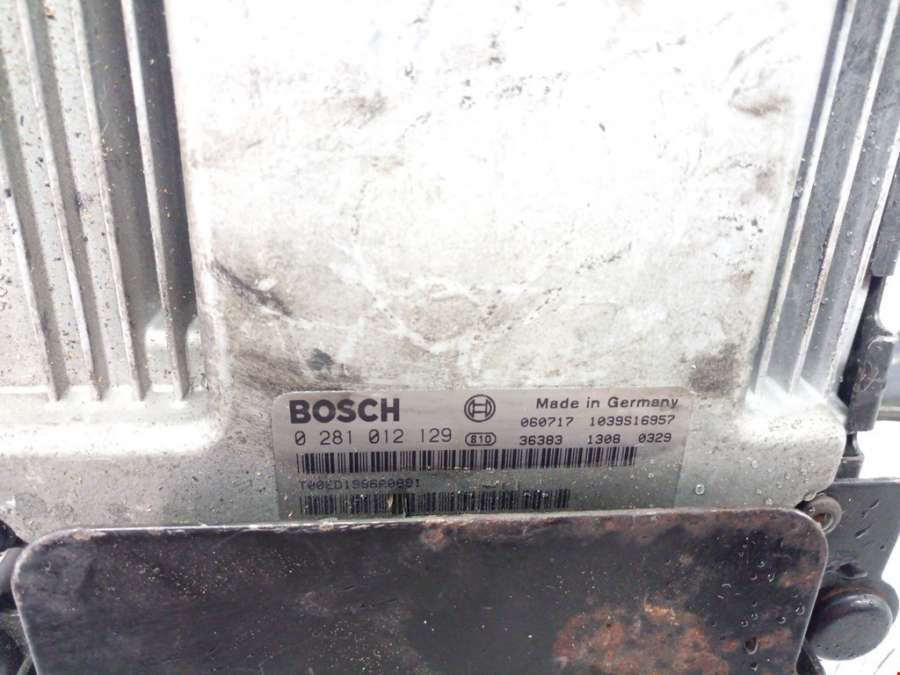 BOSCH
Made in Germany
060717 1039S16957
0 281 012 129 810 36383 1308 0329